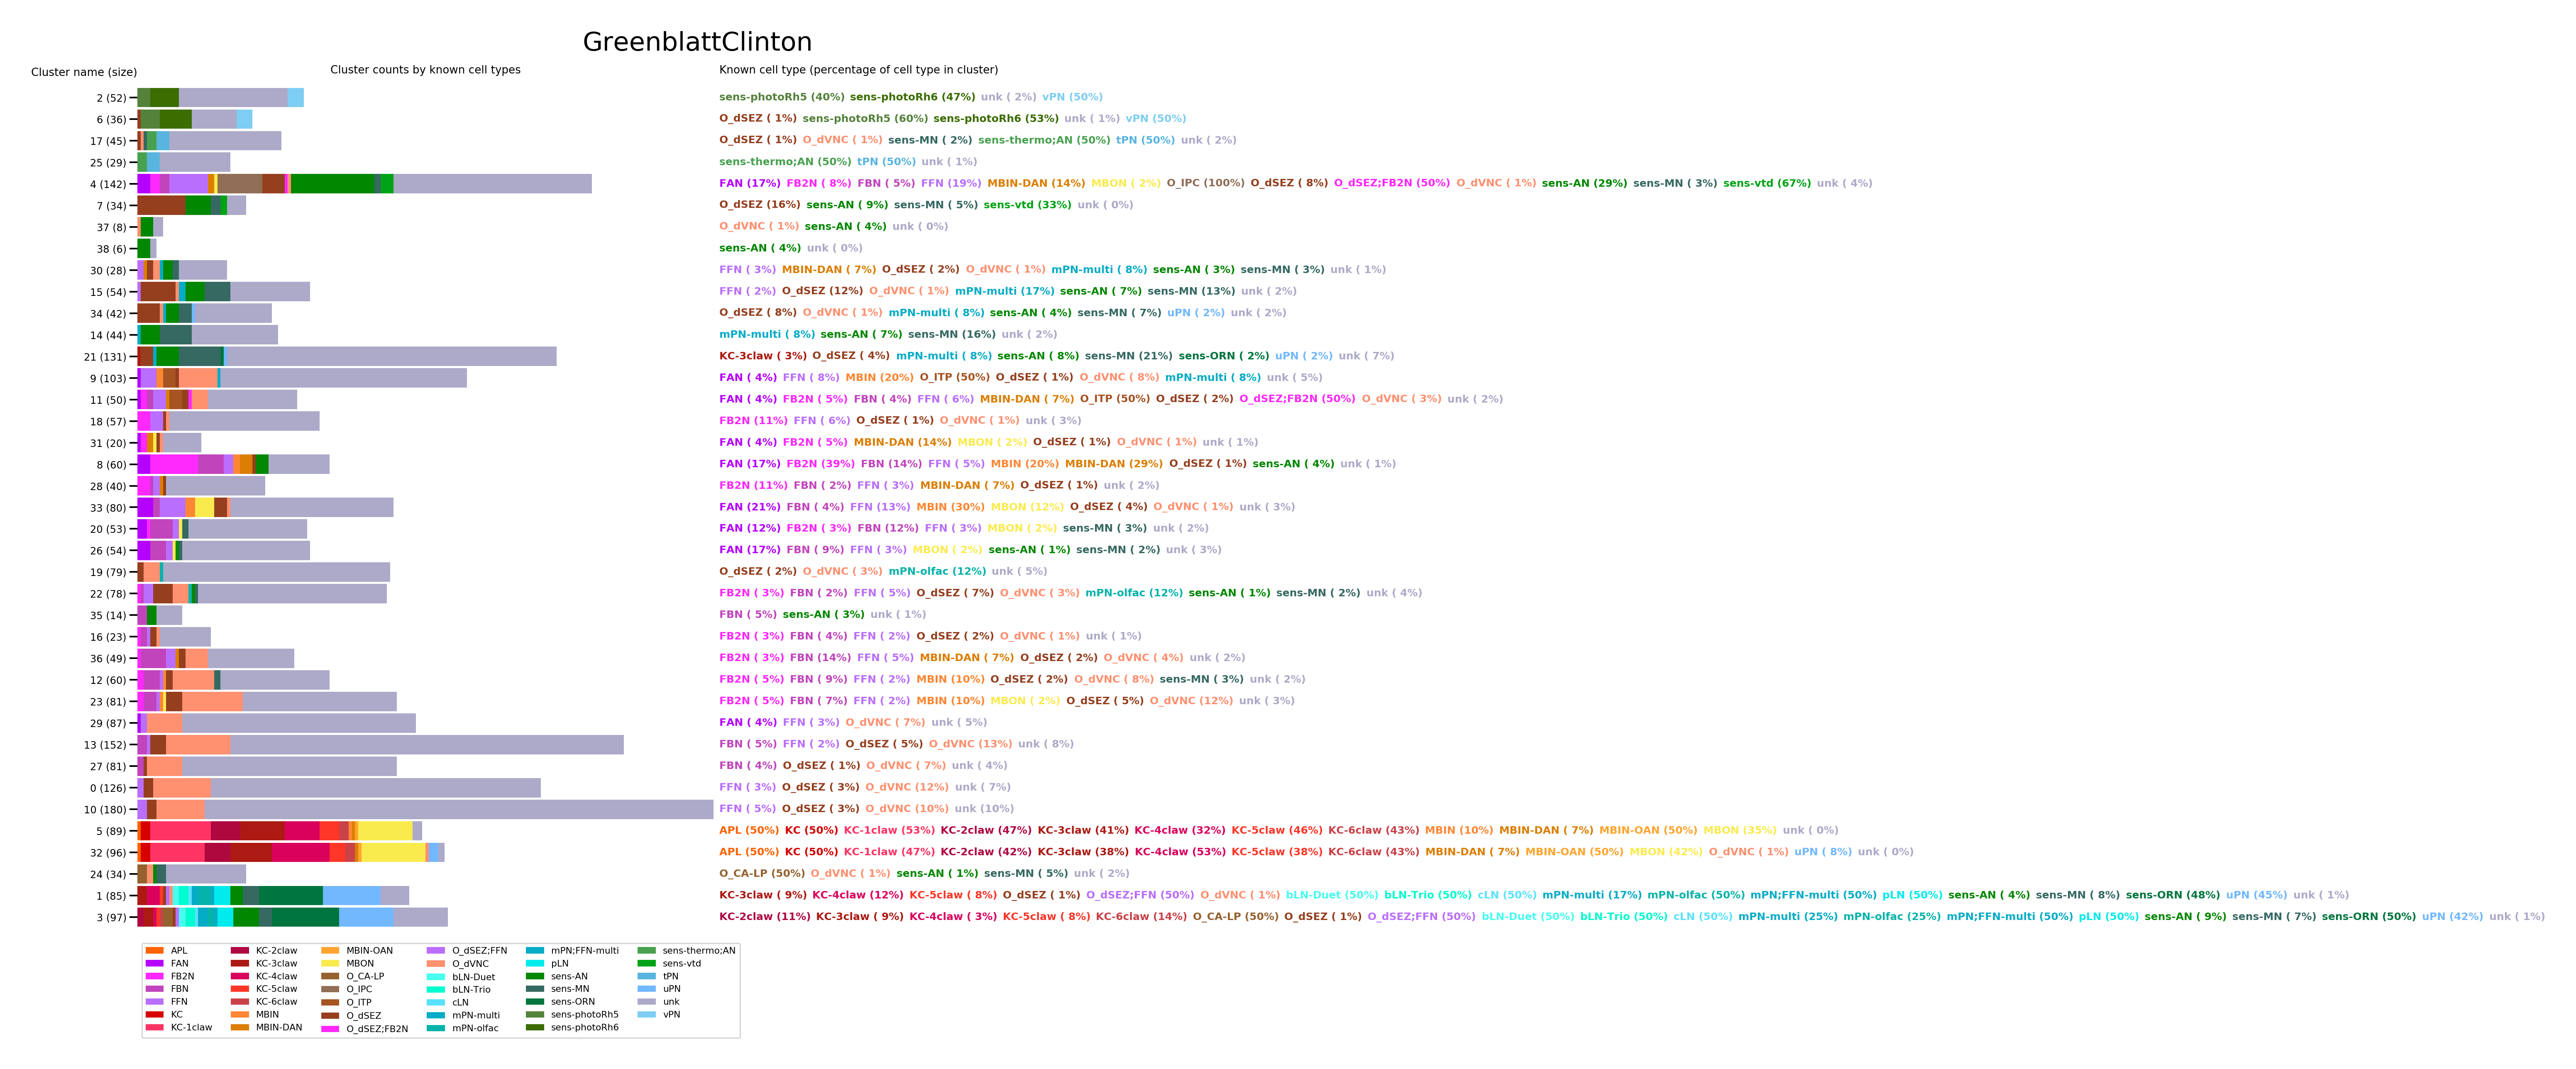 GreenblattClinton
Cluster name (size) Cluster counts by known cell types Known cell type (percentage of cell type in cluster)
2 (52) sens-photoRh5 (40%) sens-photoRh6 (47%) unk ( 2%) vPN (50%)
6 (36) O_dSEZ ( 1%) sens-photoRh5 (60%) sens-photoRh6 (53%) unk ( 1%) vPN (50%)
17 (45) O_dSEZ ( 1%) O_dVNC ( 1%) sens-MN ( 2%) sens-thermo;AN (50%) tPN (50%) unk ( 2%)
25 (29) sens-thermo;AN (50%) tPN (50%) unk ( 1%)
4 (142) FAN (17%) FB2N ( 8%) FBN ( 5%) FFN (19%) MBIN-DAN (14%) MBON ( 2%) O_IPC (100%) O_dSEZ ( 8%) O_dSEZ;FB2N (50%) O_dVNC ( 1%) sens-AN (29%) sens-MN ( 3%) sens-vtd (67%) unk ( 4%)
7 (34) O_dSEZ (16%) sens-AN ( 9%) sens-MN ( 5%) sens-vtd (33%) unk ( 0%)
37 (8) O_dVNC ( 1%) sens-AN ( 4%) unk ( 0%)
38 (6) sens-AN ( 4%) unk ( 0%)
30 (28) FFN ( 3%) MBIN-DAN ( 7%) O_dSEZ ( 2%) O_dVNC ( 1%) mPN-multi ( 8%) sens-AN ( 3%) sens-MN ( 3%) unk ( 1%)
15 (54) FFN ( 2%) O_dSEZ (12%) O_dVNC ( 1%) mPN-multi (17%) sens-AN ( 7%) sens-MN (13%) unk ( 2%)
34 (42) O_dSEZ ( 8%) O_dVNC ( 1%) mPN-multi ( 8%) sens-AN ( 4%) sens-MN ( 7%) uPN ( 2%) unk ( 2%)
14 (44) mPN-multi ( 8%) sens-AN ( 7%) sens-MN (16%) unk ( 2%)
21 (131) KC-3claw ( 3%) O_dSEZ ( 4%) mPN-multi ( 8%) sens-AN ( 8%) sens-MN (21%) sens-ORN ( 2%) uPN ( 2%) unk ( 7%)
9 (103) FAN ( 4%) FFN ( 8%) MBIN (20%) O_ITP (50%) O_dSEZ ( 1%) O_dVNC ( 8%) mPN-multi ( 8%) unk ( 5%)
11 (50) FAN ( 4%) FB2N ( 5%) FBN ( 4%) FFN ( 6%) MBIN-DAN ( 7%) O_ITP (50%) O_dSEZ ( 2%) O_dSEZ;FB2N (50%) O_dVNC ( 3%) unk ( 2%)
18 (57) FB2N (11%) FFN ( 6%) O_dSEZ ( 1%) O_dVNC ( 1%) unk ( 3%)
31 (20) FAN ( 4%) FB2N ( 5%) MBIN-DAN (14%) MBON ( 2%) O_dSEZ ( 1%) O_dVNC ( 1%) unk ( 1%)
8 (60) FAN (17%) FB2N (39%) FBN (14%) FFN ( 5%) MBIN (20%) MBIN-DAN (29%) O_dSEZ ( 1%) sens-AN ( 4%) unk ( 1%)
28 (40) FB2N (11%) FBN ( 2%) FFN ( 3%) MBIN-DAN ( 7%) O_dSEZ ( 1%) unk ( 2%)
33 (80) FAN (21%) FBN ( 4%) FFN (13%) MBIN (30%) MBON (12%) O_dSEZ ( 4%) O_dVNC ( 1%) unk ( 3%)
20 (53) FAN (12%) FB2N ( 3%) FBN (12%) FFN ( 3%) MBON ( 2%) sens-MN ( 3%) unk ( 2%)
26 (54) FAN (17%) FBN ( 9%) FFN ( 3%) MBON ( 2%) sens-AN ( 1%) sens-MN ( 2%) unk ( 3%)
19 (79) O_dSEZ ( 2%) O_dVNC ( 3%) mPN-olfac (12%) unk ( 5%)
22 (78) FB2N ( 3%) FBN ( 2%) FFN ( 5%) O_dSEZ ( 7%) O_dVNC ( 3%) mPN-olfac (12%) sens-AN ( 1%) sens-MN ( 2%) unk ( 4%)
35 (14) FBN ( 5%) sens-AN ( 3%) unk ( 1%)
16 (23) FB2N ( 3%) FBN ( 4%) FFN ( 2%) O_dSEZ ( 2%) O_dVNC ( 1%) unk ( 1%)
36 (49) FB2N ( 3%) FBN (14%) FFN ( 5%) MBIN-DAN ( 7%) O_dSEZ ( 2%) O_dVNC ( 4%) unk ( 2%)
12 (60) FB2N ( 5%) FBN ( 9%) FFN ( 2%) MBIN (10%) O_dSEZ ( 2%) O_dVNC ( 8%) sens-MN ( 3%) unk ( 2%)
23 (81) FB2N ( 5%) FBN ( 7%) FFN ( 2%) MBIN (10%) MBON ( 2%) O_dSEZ ( 5%) O_dVNC (12%) unk ( 3%)
29 (87) FAN ( 4%) FFN ( 3%) O_dVNC ( 7%) unk ( 5%)
13 (152) FBN ( 5%) FFN ( 2%) O_dSEZ ( 5%) O_dVNC (13%) unk ( 8%)
27 (81) FBN ( 4%) O_dSEZ ( 1%) O_dVNC ( 7%) unk ( 4%)
0 (126) FFN ( 3%) O_dSEZ ( 3%) O_dVNC (12%) unk ( 7%)
10 (180) FFN ( 5%) O_dSEZ ( 3%) O_dVNC (10%) unk (10%)
5 (89) APL (50%) KC (50%) KC-1claw (53%) KC-2claw (47%) KC-3claw (41%) KC-4claw (32%) KC-5claw (46%) KC-6claw (43%) MBIN (10%) MBIN-DAN ( 7%) MBIN-OAN (50%) MBON (35%) unk ( 0%)
32 (96) APL (50%) KC (50%) KC-1claw (47%) KC-2claw (42%) KC-3claw (38%) KC-4claw (53%) KC-5claw (38%) KC-6claw (43%) MBIN-DAN ( 7%) MBIN-OAN (50%) MBON (42%) O_dVNC ( 1%) uPN ( 8%) unk ( 0%)
24 (34) O_CA-LP (50%) O_dVNC ( 1%) sens-AN ( 1%) sens-MN ( 5%) unk ( 2%)
1 (85) KC-3claw ( 9%) KC-4claw (12%) KC-5claw ( 8%) O_dSEZ ( 1%) O_dSEZ;FFN (50%) O_dVNC ( 1%) bLN-Duet (50%) bLN-Trio (50%) cLN (50%) mPN-multi (17%) mPN-olfac (50%) mPN;FFN-multi (50%) pLN (50%) sens-AN ( 4%) sens-MN ( 8%) sens-ORN (48%) uPN (45%) unk ( 1%)
3 (97) KC-2claw (11%) KC-3claw ( 9%) KC-4claw ( 3%) KC-5claw ( 8%) KC-6claw (14%) O_CA-LP (50%) O_dSEZ ( 1%) O_dSEZ;FFN (50%) bLN-Duet (50%) bLN-Trio (50%) cLN (50%) mPN-multi (25%) mPN-olfac (25%) mPN;FFN-multi (50%) pLN (50%) sens-AN ( 9%) sens-MN ( 7%) sens-ORN (50%) uPN (42%) unk ( 1%)
APL KC-2claw MBIN-OAN O_dSEZ;FFN mPN;FFN-multi sens-thermo;AN
FAN KC-3claw MBON O_dVNC pLN sens-vtd
FB2N KC-4claw O_CA-LP bLN-Duet sens-AN tPN
FBN KC-5claw O_IPC bLN-Trio sens-MN uPN
FFN KC-6claw O_ITP cLN sens-ORN unk
KC MBIN O_dSEZ mPN-multi sens-photoRh5 vPN
KC-1claw MBIN-DAN O_dSEZ;FB2N mPN-olfac sens-photoRh6